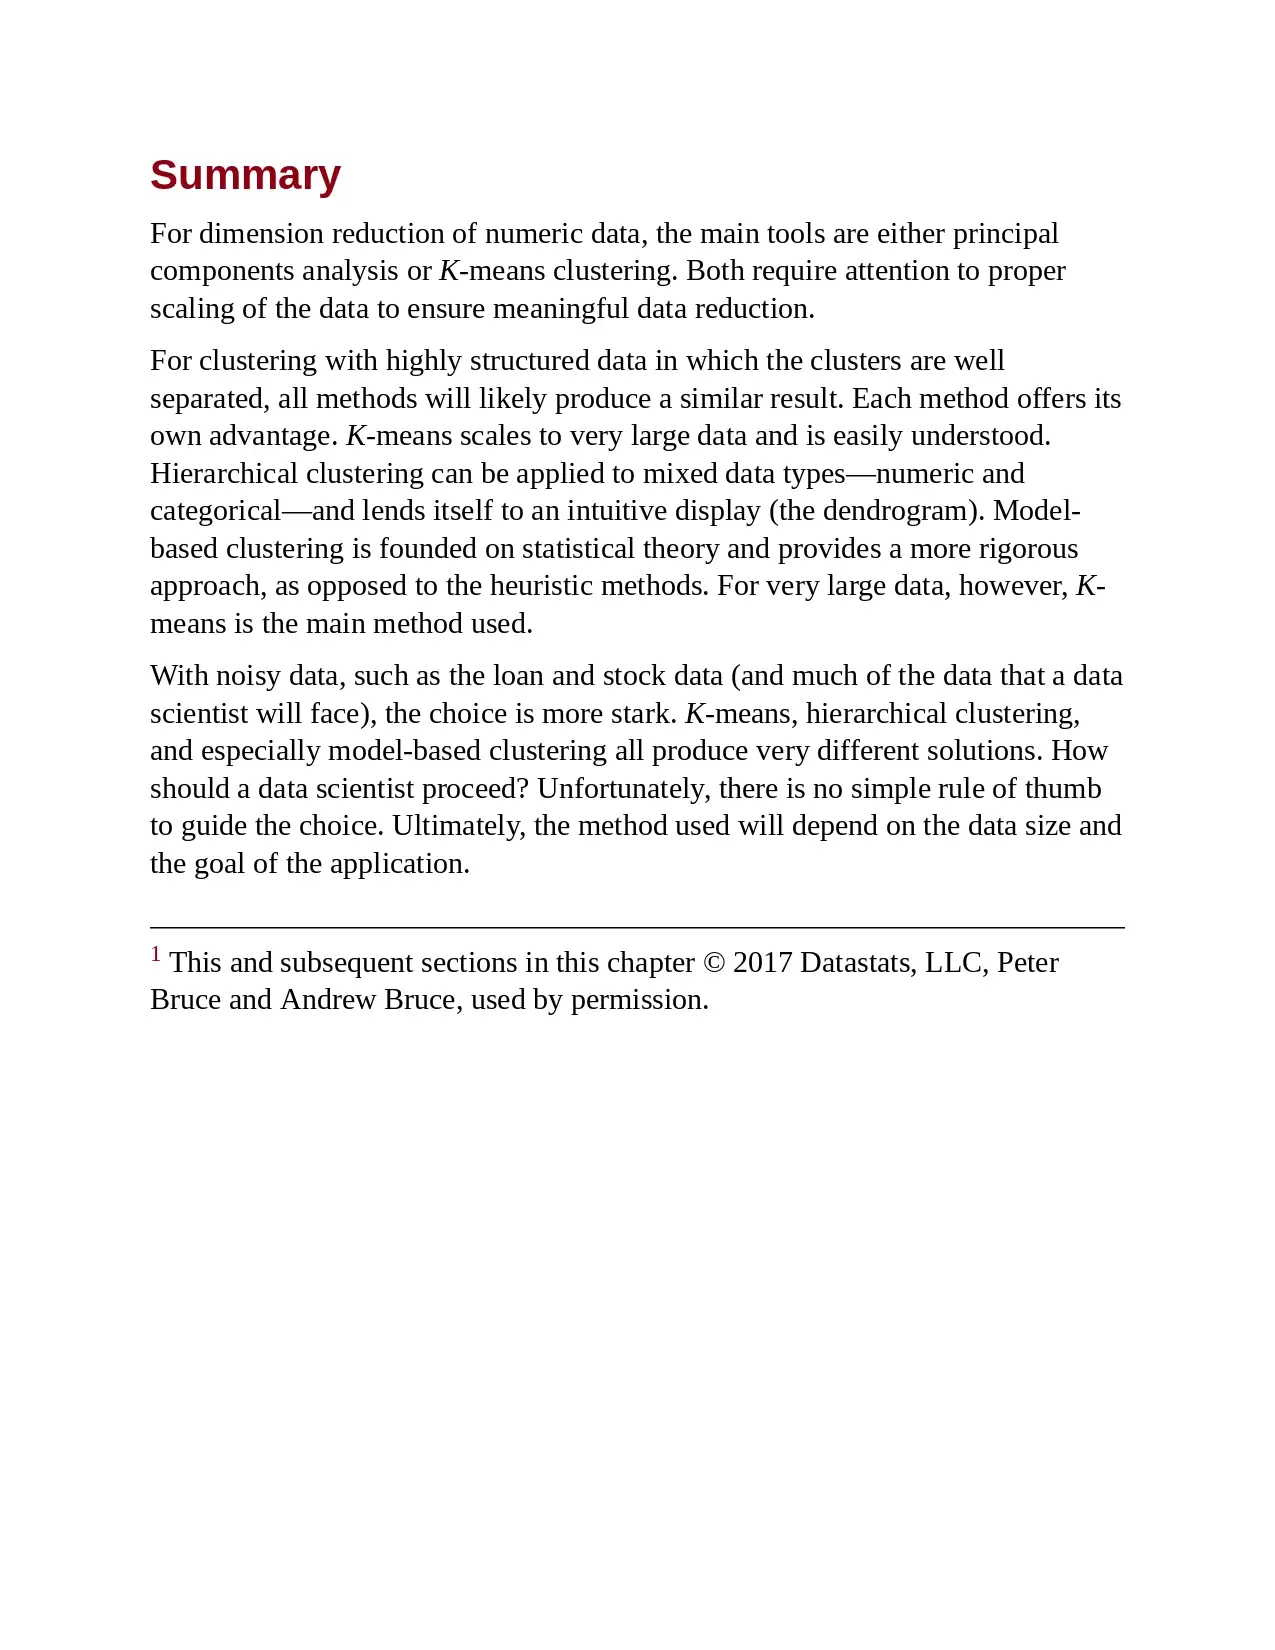 Summary
For dimension reduction of numeric data, the main tools are either principal
components analysis or K-means clustering. Both require attention to proper
scaling of the data to ensure meaningful data reduction.
For clustering with highly structured data in which the clusters are well
separated, all methods will likely produce a similar result. Each method offers its
own advantage. K-means scales to very large data and is easily understood.
Hierarchical clustering can be applied to mixed data types—numeric and
categorical—and lends itself to an intuitive display (the dendrogram). Model-
based clustering is founded on statistical theory and provides a more rigorous
approach, as opposed to the heuristic methods. For very large data, however, K-
means is the main method used.
With noisy data, such as the loan and stock data (and much of the data that a data
scientist will face), the choice is more stark. K-means, hierarchical clustering,
and especially model-based clustering all produce very different solutions. How
should a data scientist proceed? Unfortunately, there is no simple rule of thumb
to guide the choice. Ultimately, the method used will depend on the data size and
the goal of the application.
1 This and subsequent sections in this chapter © 2017 Datastats, LLC, Peter
Bruce and Andrew Bruce, used by permission.